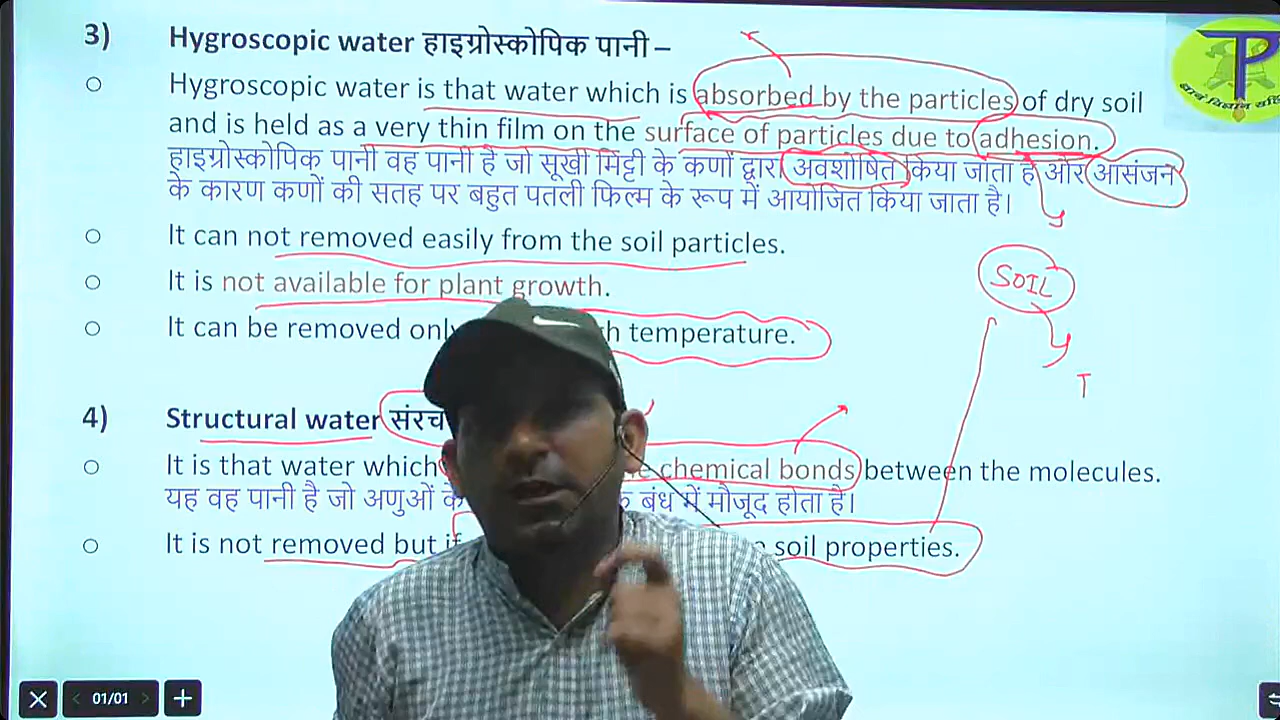 3) Hygroscopic water हाइग्रोस्कोपिक पानी –
○ Hygroscopic water is that water which is absorbed by the particles of dry soil
and is held as a very thin film on the surface of particles due to adhesion.
हाइग्रोस्कोपिक पानी वह पानी है जो सूखी मिट्टी के कणों द्वारा अवशोषित किया जाता है और आसंजन
के कारण कणों की सतह पर बहुत पतली फिल्म के रूप में आयोजित किया जाता है।
○ It can not removed easily from the soil particles.
SOIL
○ It is not available for plant growth.
○ It can be removed only temperature.
T
4) Structural water
○ It is that water which chemical bonds between the molecules.
यह वह पानी है जो अणुओं के बंध में मौजूद होता है।
○ It is not removed but if soil properties.
01/01